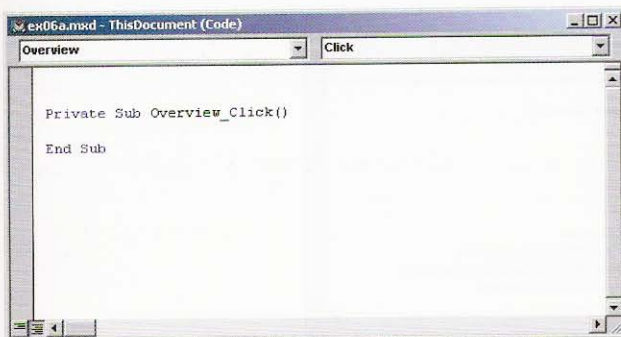 ex06a.mxd - ThisDocument (Code)
Overview
Click
Private Sub Overview_Click()
End Sub